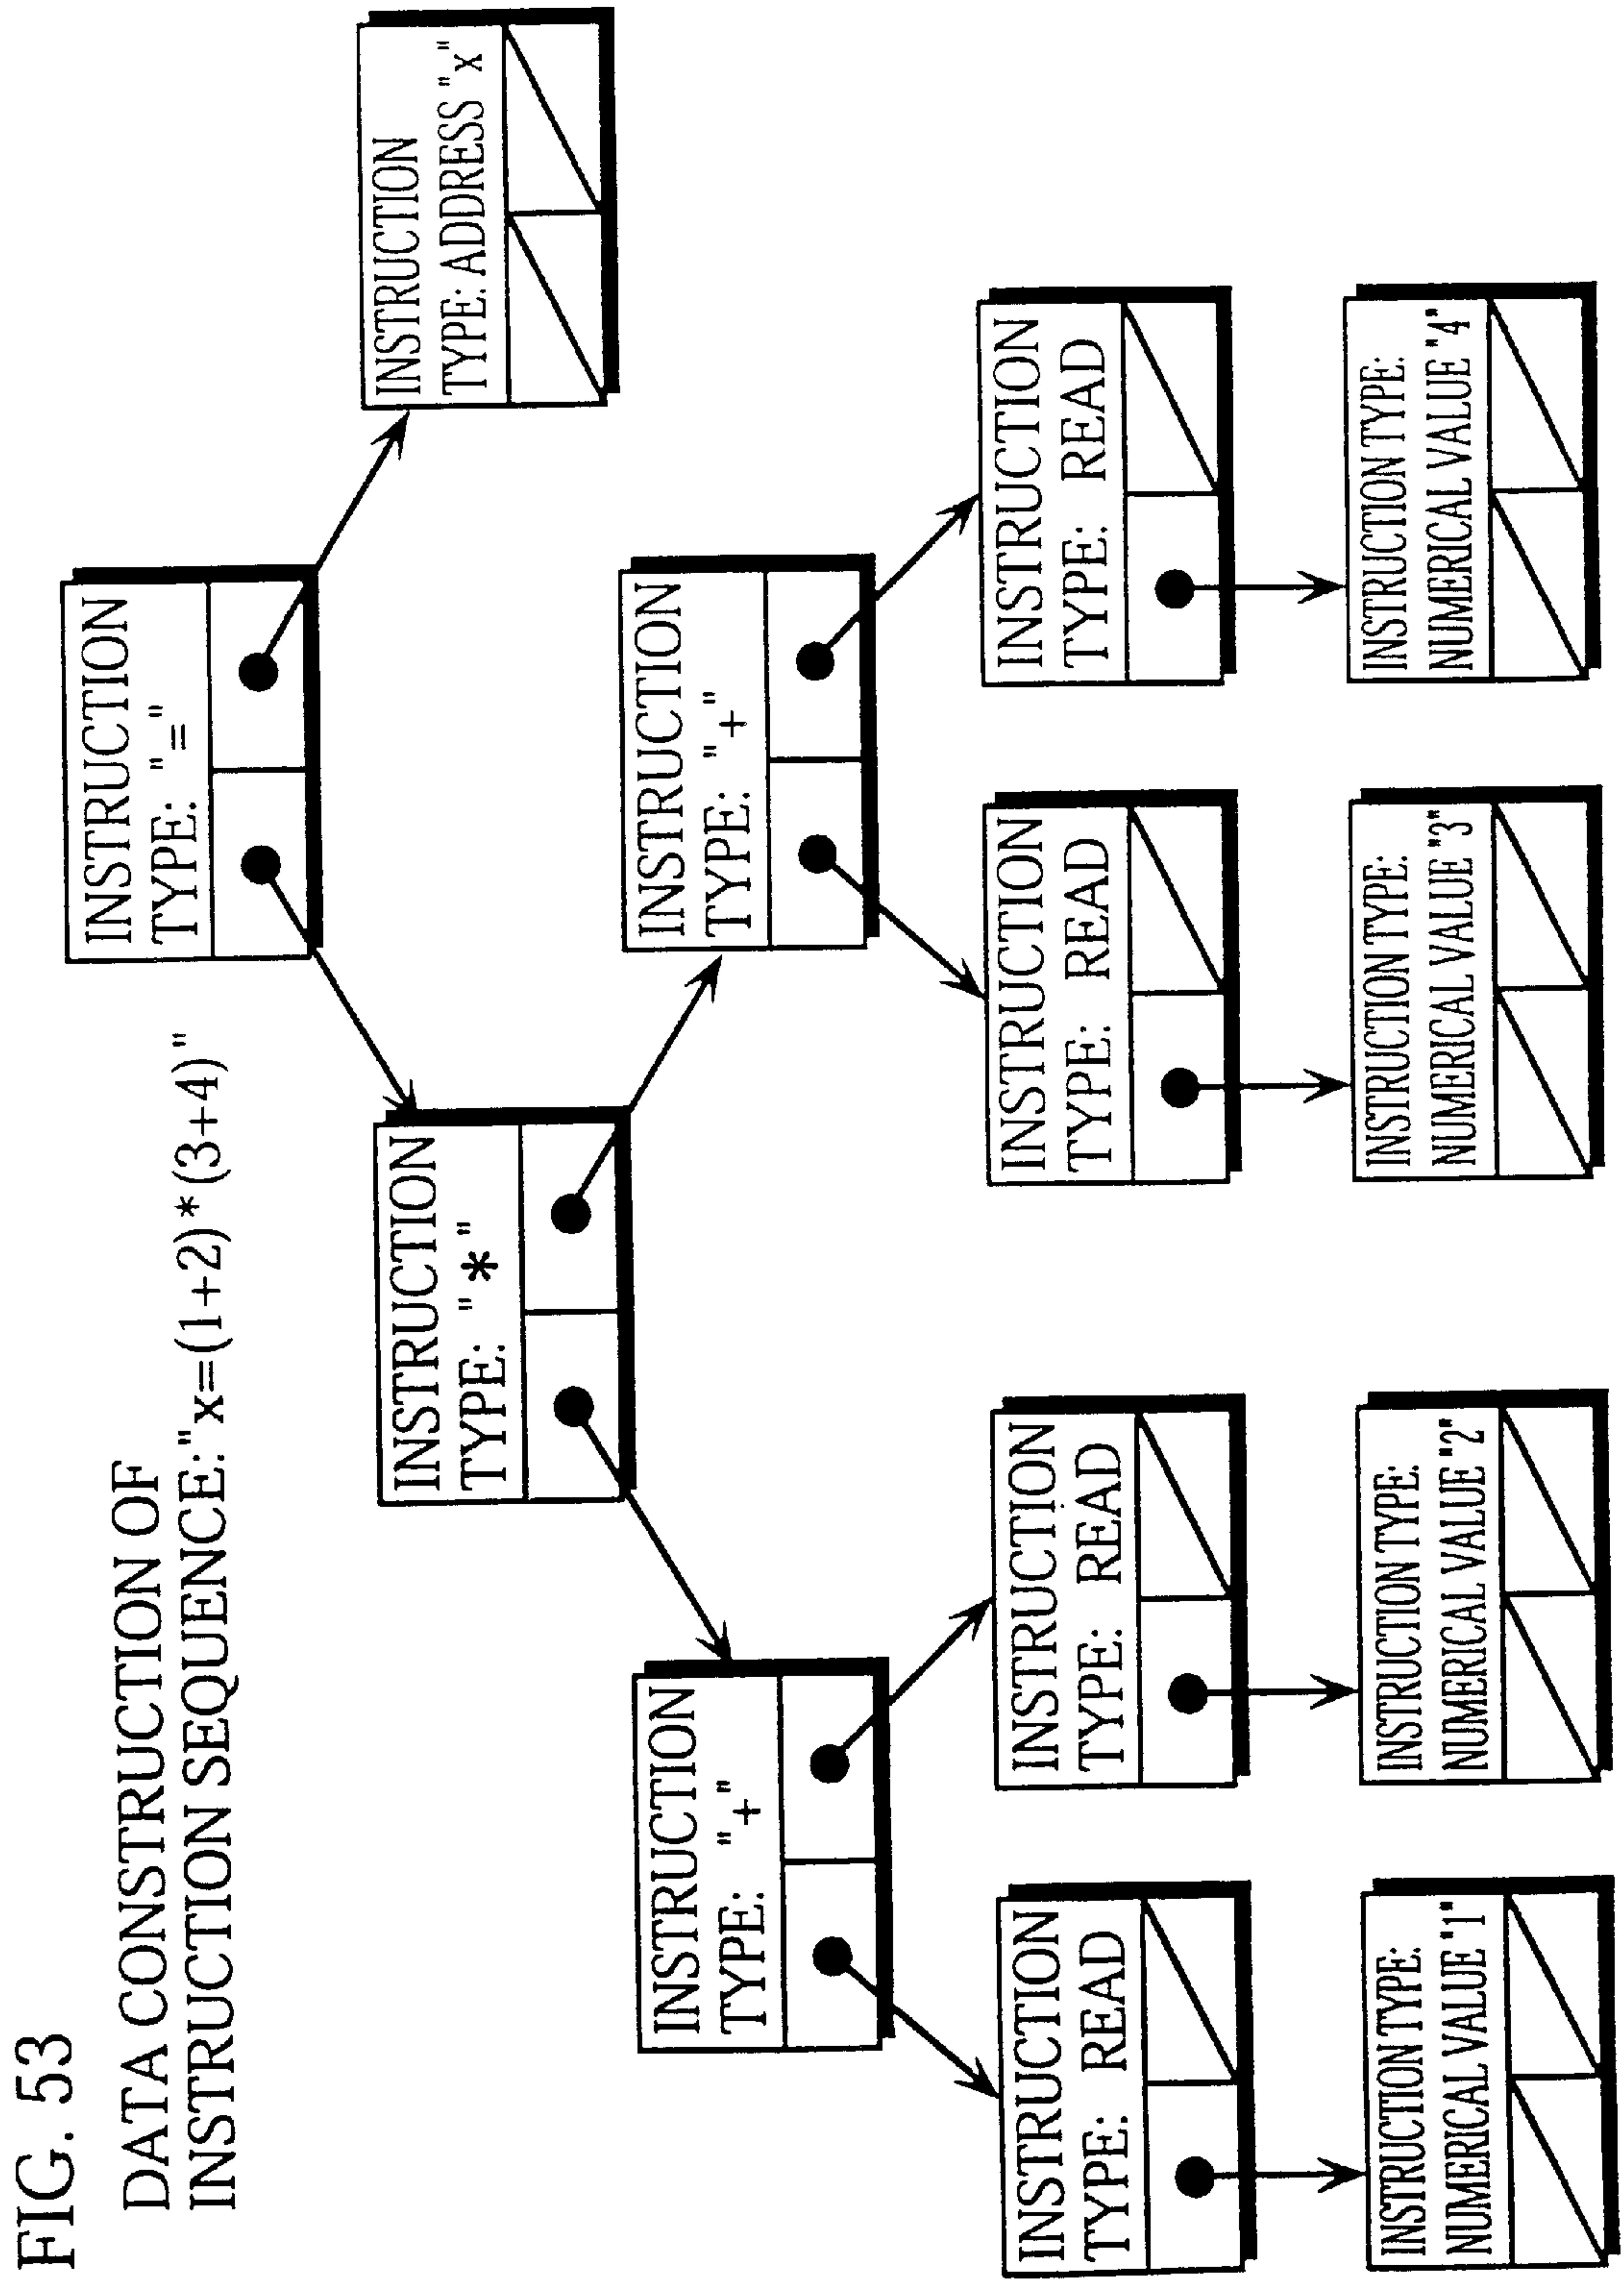 FIG. 53
DATA CONSTRUCTION OF
INSTRUCTION SEQUENCE:"x=(1+2)*(3+4)"
INSTRUCTION
TYPE: "="
INSTRUCTION
TYPE: "*"
INSTRUCTION
TYPE: ADDRESS "x"
INSTRUCTION
TYPE: "+"
INSTRUCTION
TYPE: "+"
INSTRUCTION
TYPE: READ
INSTRUCTION
TYPE: READ
INSTRUCTION
TYPE: READ
INSTRUCTION
TYPE: READ
INSTRUCTION TYPE:
NUMERICAL VALUE "1"
INSTRUCTION TYPE:
NUMERICAL VALUE "2"
INSTRUCTION TYPE:
NUMERICAL VALUE "3"
INSTRUCTION TYPE:
NUMERICAL VALUE "4"